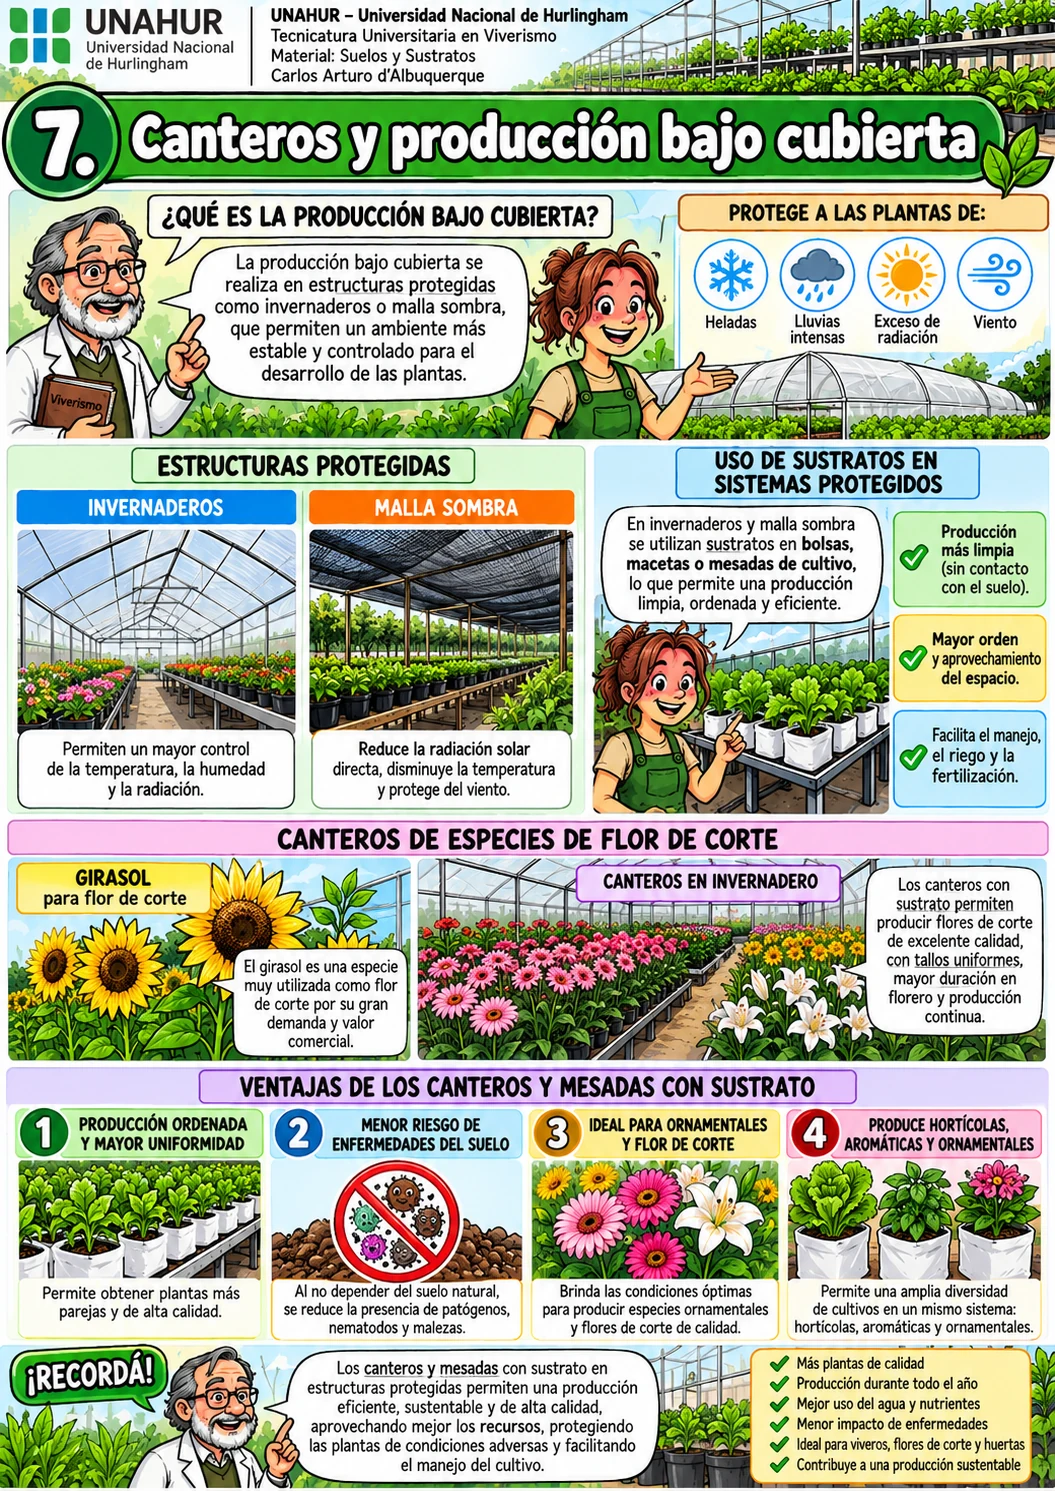 UNAHUR
Universidad Nacional
de Hurlingham
UNAHUR – Universidad Nacional de Hurlingham
Tecnicatura Universitaria en Viverismo
Material: Suelos y Sustratos
Carlos Arturo d'Albuquerque
7. Canteros y producción bajo cubierta
¿QUÉ ES LA PRODUCCIÓN BAJO CUBIERTA?
La producción bajo cubierta se
realiza en estructuras protegidas
como invernaderos o malla sombra,
que permiten un ambiente más
estable y controlado para el
desarrollo de las plantas.
Viverismo
PROTEGE A LAS PLANTAS DE:
Heladas
Lluvias
intensas
Exceso de
radiación
Viento
ESTRUCTURAS PROTEGIDAS
INVERNADEROS
Permiten un mayor control
de la temperatura, la humedad
y la radiación.
MALLA SOMBRA
Reduce la radiación solar
directa, disminuye la temperatura
y protege del viento.
USO DE SUSTRATOS EN
SISTEMAS PROTEGIDOS
En invernaderos y malla sombra
se utilizan sustratos en bolsas,
macetas o mesadas de cultivo,
lo que permite una producción
limpia, ordenada y eficiente.
Producción
más limpia
(sin contacto
con el suelo).
Mayor orden
y aprovechamiento
del espacio.
Facilita el manejo,
el riego y la
fertilización.
CANTEROS DE ESPECIES DE FLOR DE CORTE
GIRASOL
para flor de corte
El girasol es una especie
muy utilizada como flor
de corte por su gran
demanda y valor
comercial.
CANTEROS EN INVERNADERO
Los canteros con
sustrato permiten
producir flores de corte
de excelente calidad,
con tallos uniformes,
mayor duración en
florero y producción
continua.
VENTAJAS DE LOS CANTEROS Y MESADAS CON SUSTRATO
1 PRODUCCIÓN ORDENADA
Y MAYOR UNIFORMIDAD
Permite obtener plantas más
parejas y de alta calidad.
2 MENOR RIESGO DE
ENFERMEDADES DEL SUELO
Al no depender del suelo natural,
se reduce la presencia de patógenos,
nematodos y malezas.
3 IDEAL PARA ORNAMENTALES
Y FLOR DE CORTE
Brinda las condiciones óptimas
para producir especies ornamentales
y flores de corte de calidad.
4 PRODUCE HORTÍCOLAS,
AROMÁTICAS Y ORNAMENTALES
Permite una amplia diversidad
de cultivos en un mismo sistema:
hortícolas, aromáticas y ornamentales.
¡RECORDÁ!
Los canteros y mesadas con sustrato en
estructuras protegidas permiten una producción
eficiente, sustentable y de alta calidad,
aprovechando mejor los recursos, protegiendo
las plantas de condiciones adversas y facilitando
el manejo del cultivo.
Más plantas de calidad
Producción durante todo el año
Mejor uso del agua y nutrientes
Menor impacto de enfermedades
Ideal para viveros, flores de corte y huertas
Contribuye a una producción sustentable